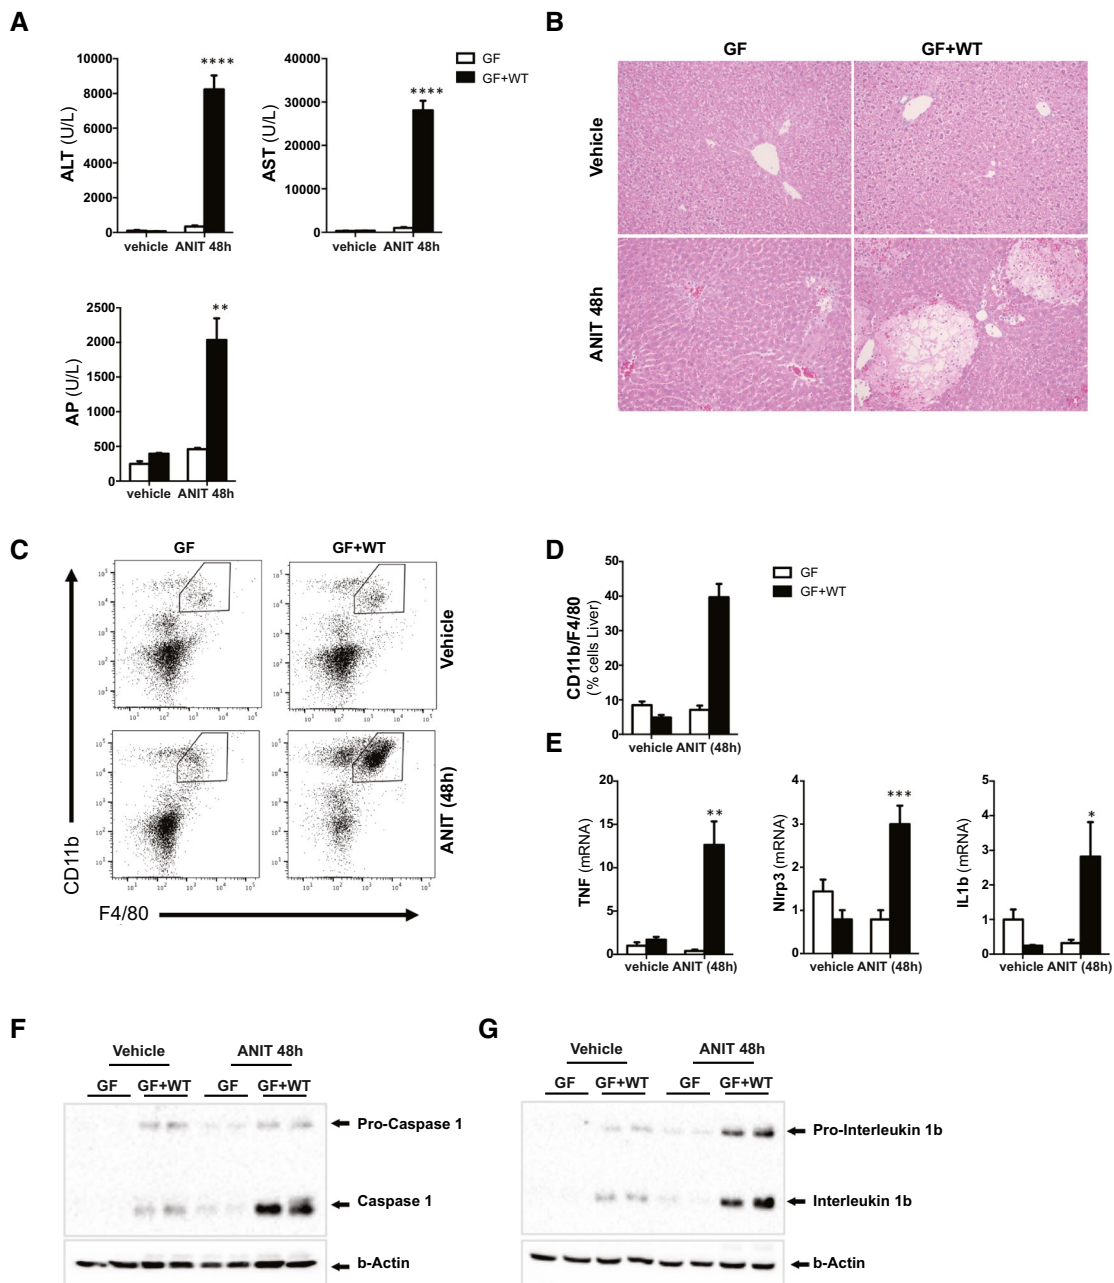 A
10000
8000
6000
4000
2000
0
ALT (U/L)
vehicle ANIT 48h
****
40000
30000
20000
10000
0
AST (U/L)
vehicle ANIT 48h
****
GF
GF+WT
2500
2000
1500
1000
500
0
AP (U/L)
vehicle ANIT 48h
**
B
GF GF+WT
Vehicle
ANIT 48h
C
GF GF+WT
Vehicle
ANIT (48h)
CD11b
F4/80
D
50
40
30
20
10
0
CD11b/F4/80
(% cells Liver)
vehicle ANIT (48h)
GF
GF+WT
E
20
15
10
5
0
TNF (mRNA)
vehicle ANIT (48h)
**
4
3
2
1
0
Nlrp3 (mRNA)
vehicle ANIT (48h)
***
5
4
3
2
1
0
IL1b (mRNA)
vehicle ANIT (48h)
*
F
Vehicle ANIT 48h
GF GF+WT GF GF+WT
Pro-Caspase 1
Caspase 1
b-Actin
G
Vehicle ANIT 48h
GF GF+WT GF GF+WT
Pro-Interleukin 1b
Interleukin 1b
b-Actin